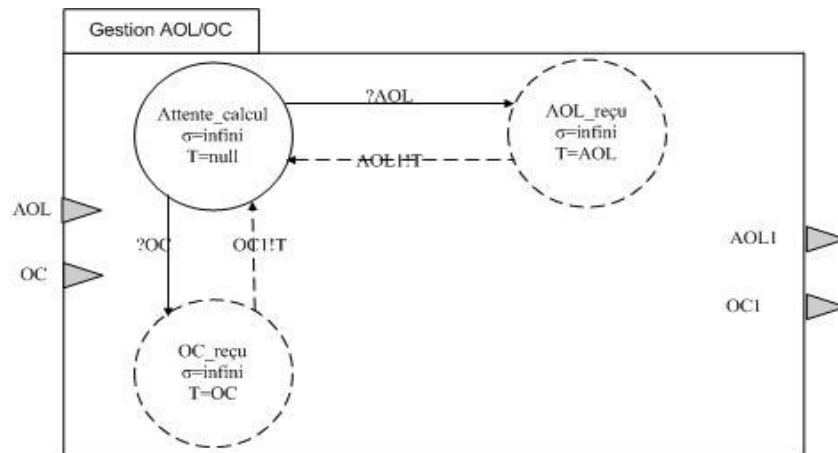 Gestion AOL/OC
Attente_calcul
σ=infini
T=null
?AOL
AOL_reçu
σ=infini
T=AOL
AOL1!T
AOL
OC
?OC
OC1!T
AOL1
OC1
OC_reçu
σ=infini
T=OC